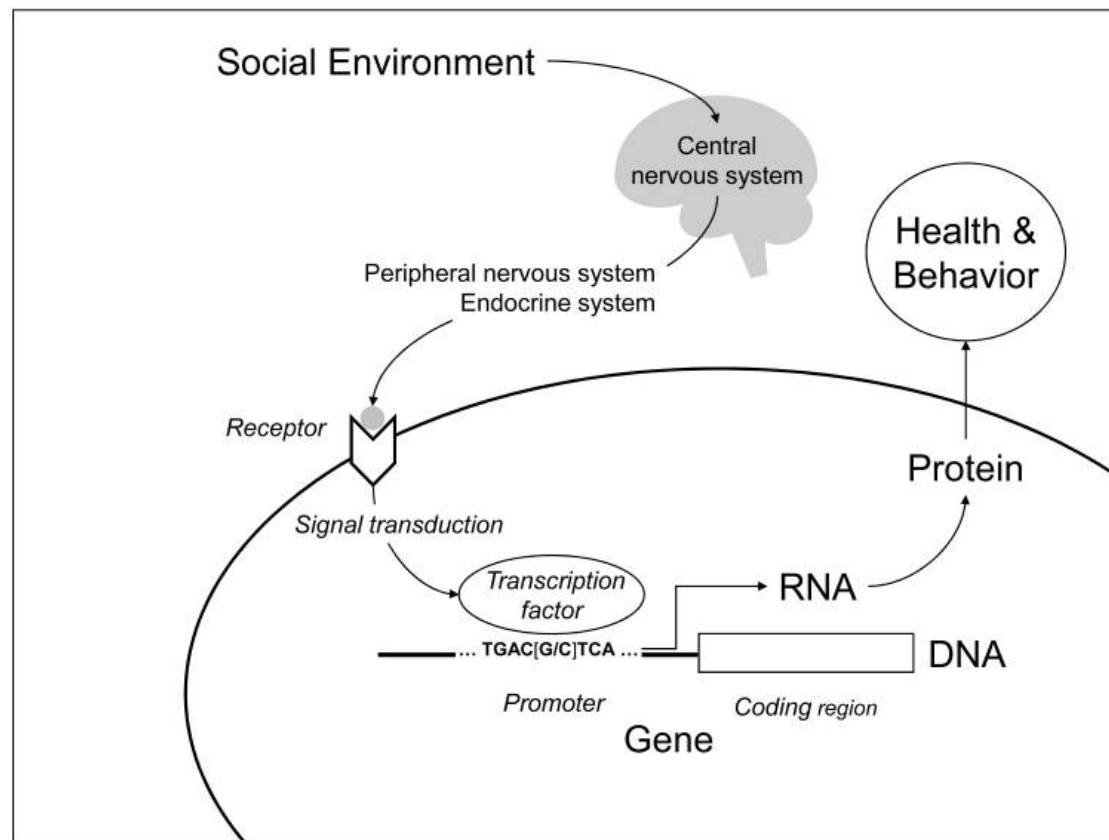 Social Environment
Central
nervous system
Health &
Behavior
Peripheral nervous system
Endocrine system
Receptor
Protein
Signal transduction
Transcription
factor
RNA
... TGAC[G/C]TCA ...
DNA
Promoter
Coding region
Gene